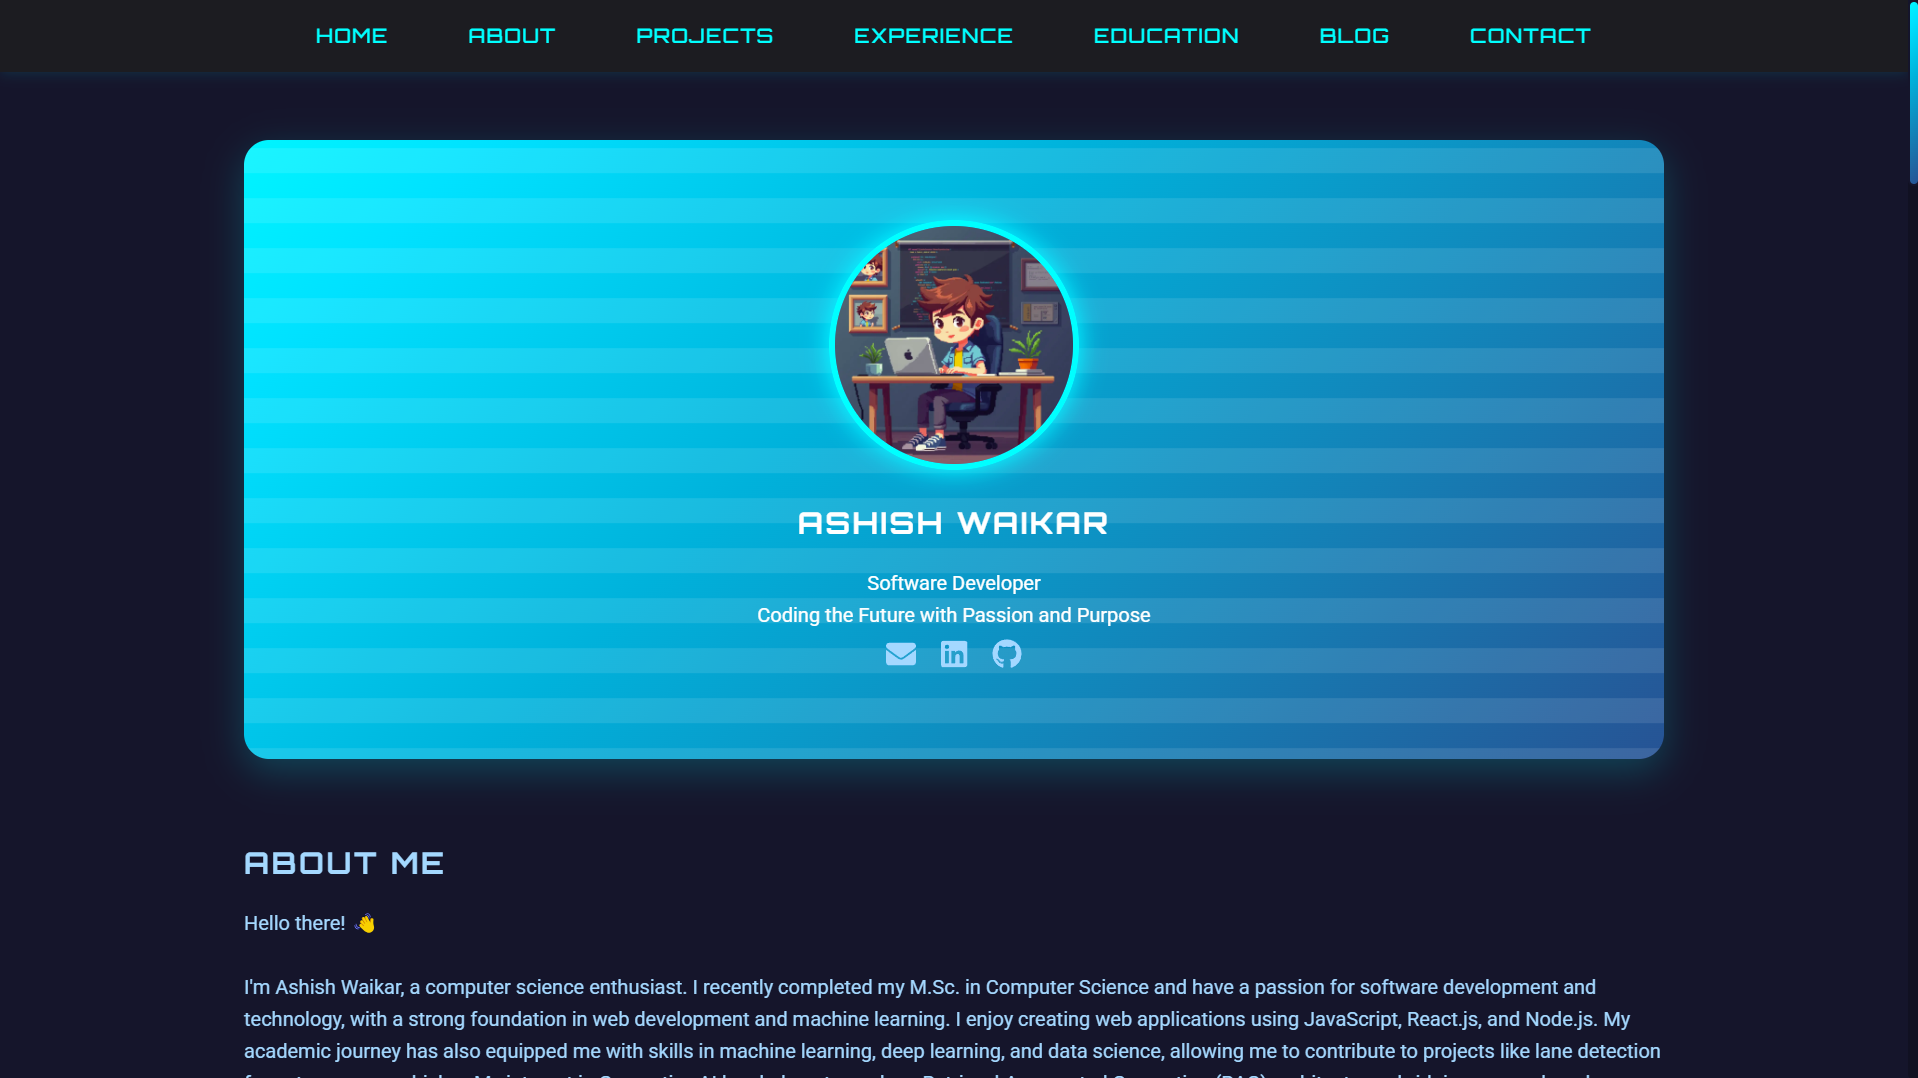 HOME ABOUT PROJECTS EXPERIENCE EDUCATION BLOG CONTACT
ASHISH WAIKAR
Software Developer
Coding the Future with Passion and Purpose
ABOUT ME
Hello there! 👋
I'm Ashish Waikar, a computer science enthusiast. I recently completed my M.Sc. in Computer Science and have a passion for software development and
technology, with a strong foundation in web development and machine learning. I enjoy creating web applications using JavaScript, React.js, and Node.js. My
academic journey has also equipped me with skills in machine learning, deep learning, and data science, allowing me to contribute to projects like lane detection